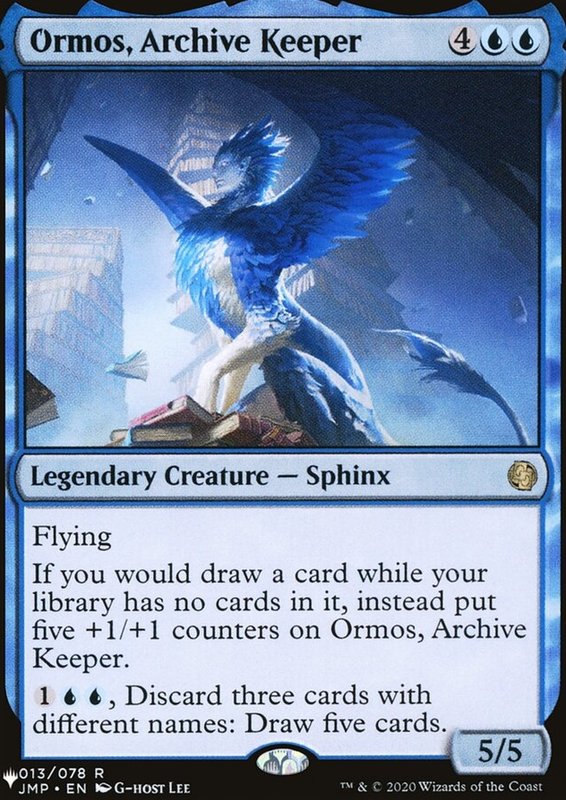 Ormos, Archive Keeper 4
Legendary Creature — Sphinx
Flying
If you would draw a card while your
library has no cards in it, instead put
five +1/+1 counters on Ormos, Archive
Keeper.
1, Discard three cards with
different names: Draw five cards.
5/5
013/078 R
JMP • EN G-host Lee
™ & © 2020 Wizards of the Coast